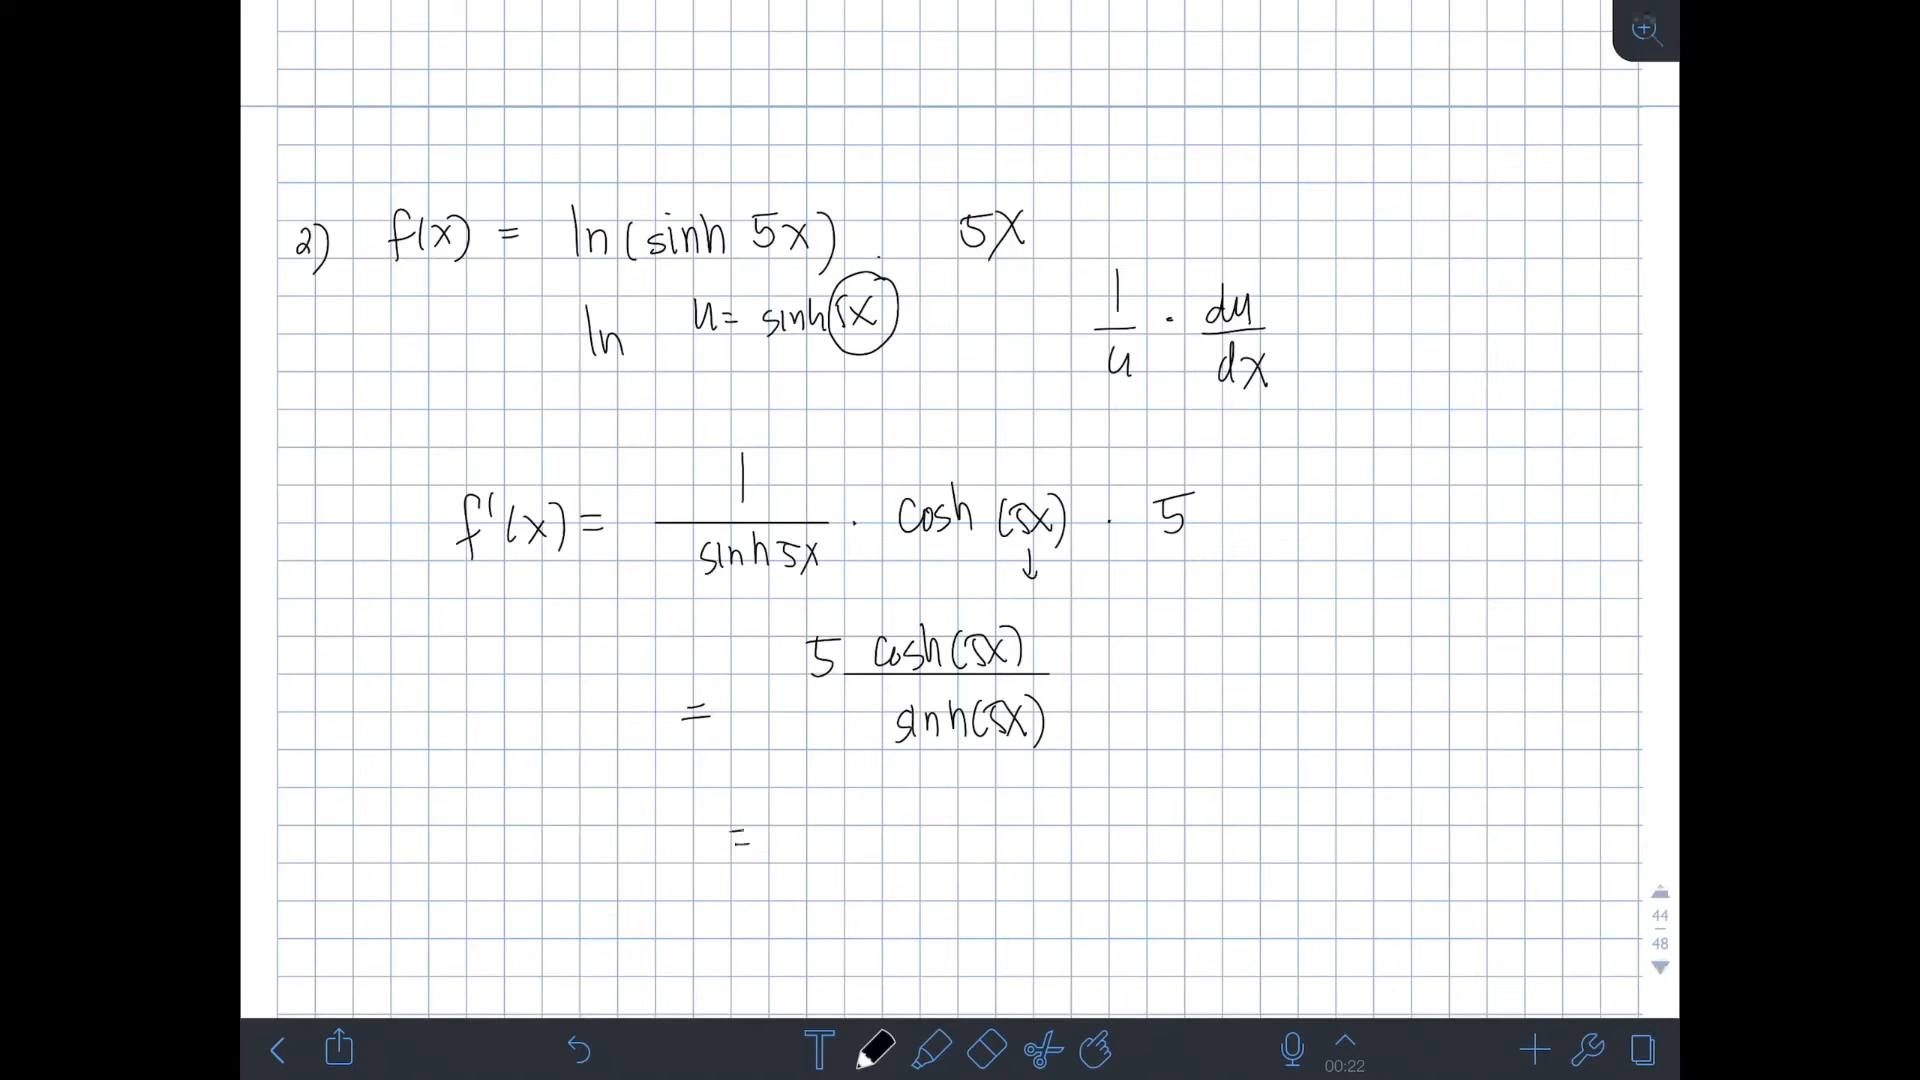 2) f(x) = ln(sinh 5x) 5x
ln u= sinh(5x) 1/u · du/dx
f'(x) = 1/sinh5x · cosh (5x) · 5
↓
= 5 cosh(5x)/sinh(5x)
=
44
48
T
00:22